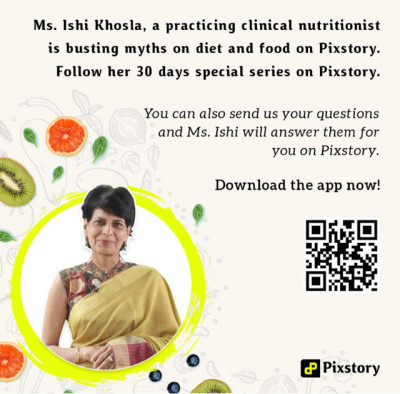 Ms. Ishi Khosla, a practicing clinical nutritionist
is busting myths on diet and food on Pixstory.
Follow her 30 days special series on Pixstory.
You can also send us your questions
and Ms. Ishi will answer them for
you on Pixstory.
Download the app now!
Pixstory